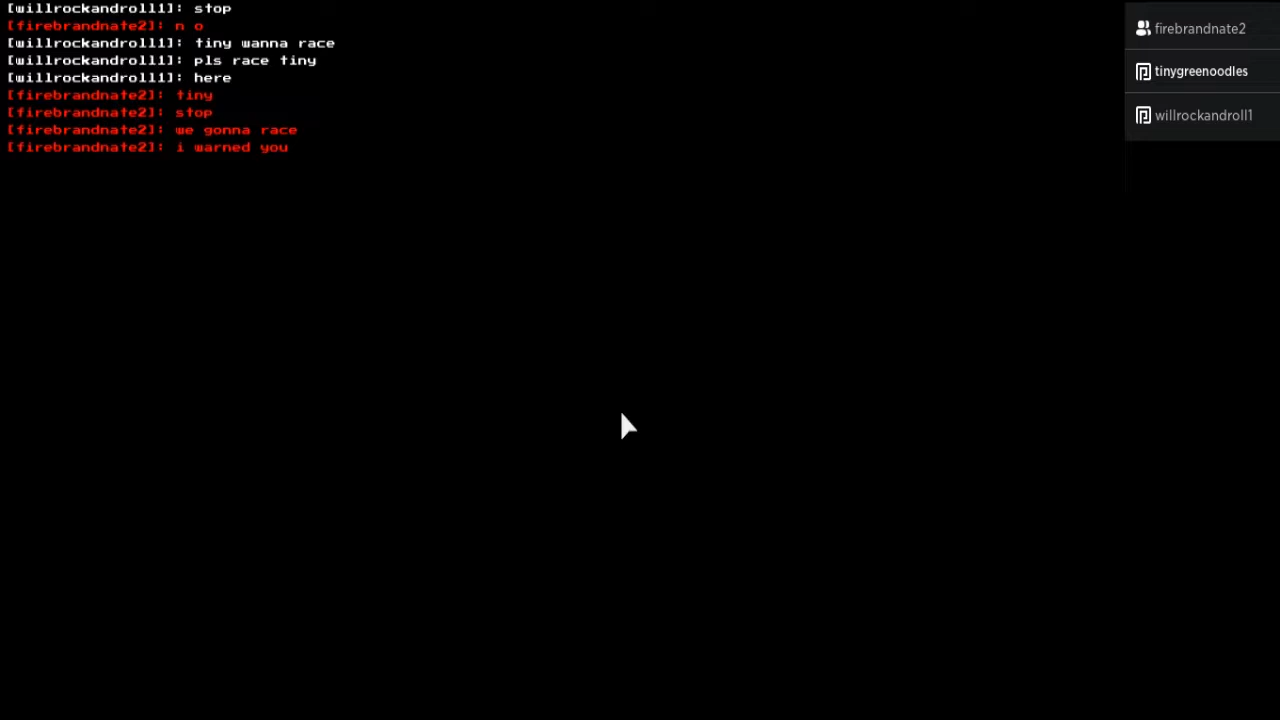 [willrockandroll1]: stop
[firebrandnate2]: n o
[willrockandroll1]: tiny wanna race
[willrockandroll1]: pls race tiny
[willrockandroll1]: here
[firebrandnate2]: tiny
[firebrandnate2]: stop
[firebrandnate2]: we gonna race
[firebrandnate2]: i warned you
firebrandnate2
tinygreenoodles
willrockandroll1